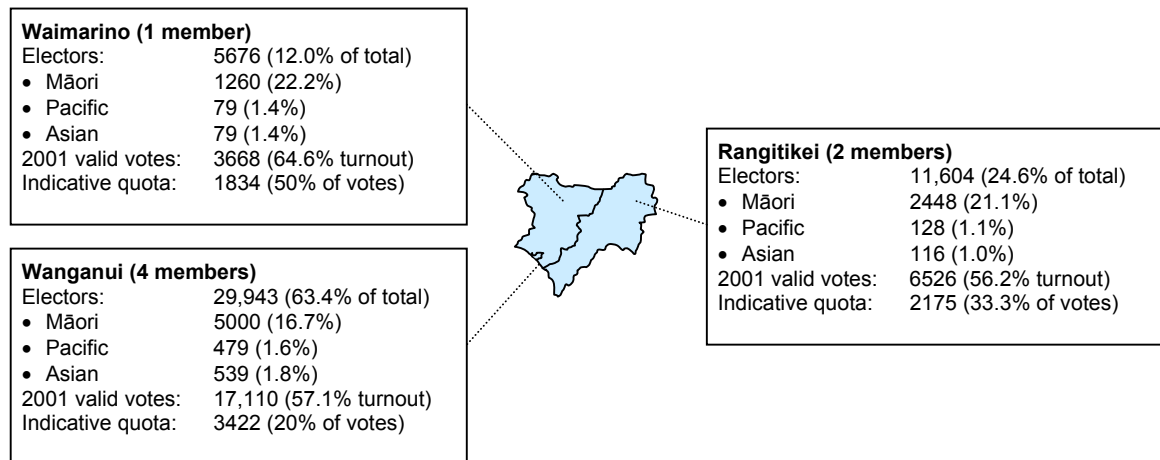 Waimarino (1 member)
Electors: 5676 (12.0% of total)
• Māori 1260 (22.2%)
• Pacific 79 (1.4%)
• Asian 79 (1.4%)
2001 valid votes: 3668 (64.6% turnout)
Indicative quota: 1834 (50% of votes)
Wanganui (4 members)
Electors: 29,943 (63.4% of total)
• Māori 5000 (16.7%)
• Pacific 479 (1.6%)
• Asian 539 (1.8%)
2001 valid votes: 17,110 (57.1% turnout)
Indicative quota: 3422 (20% of votes)
Rangitikei (2 members)
Electors: 11,604 (24.6% of total)
• Māori 2448 (21.1%)
• Pacific 128 (1.1%)
• Asian 116 (1.0%)
2001 valid votes: 6526 (56.2% turnout)
Indicative quota: 2175 (33.3% of votes)